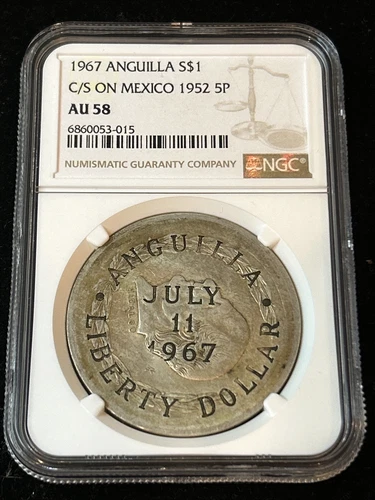 1967 ANGUILLA S$1
C/S ON MEXICO 1952 5P
AU 58
6860053-015
NUMISMATIC GUARANTY COMPANY
NGC
• ANGUILLA •
JULY
11
1967
LIBERTY DOLLAR